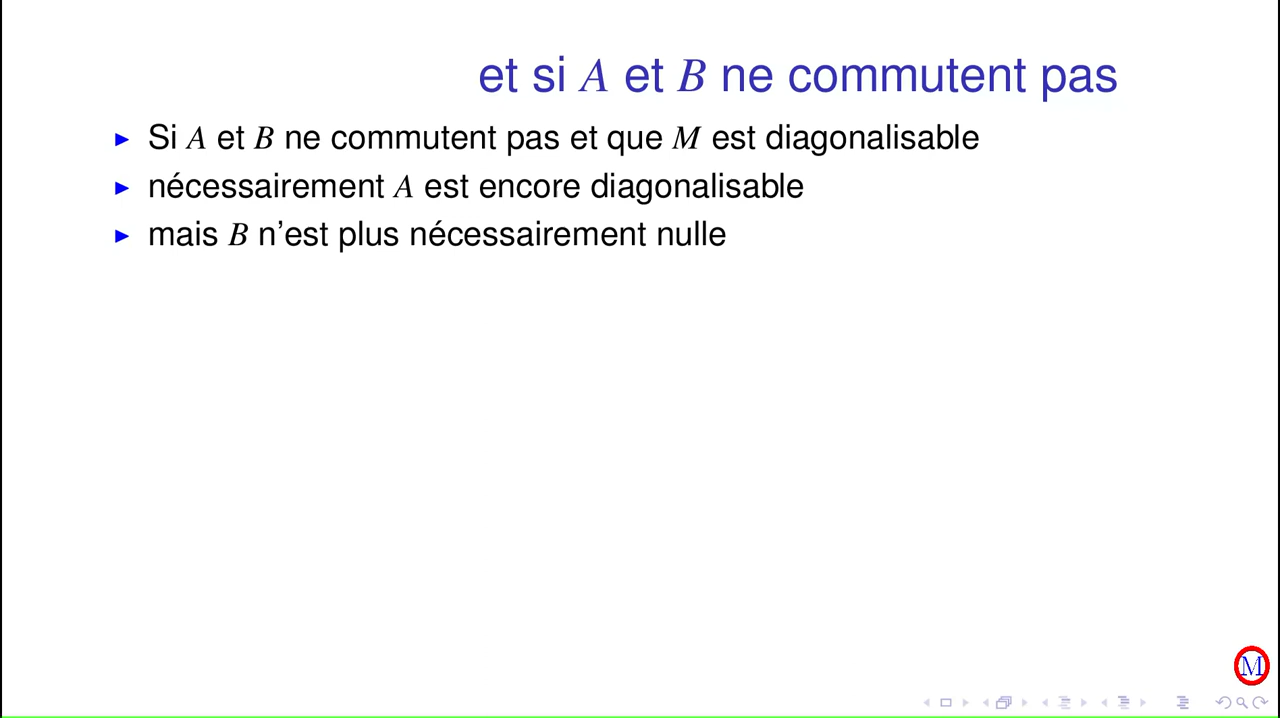 et si A et B ne commutent pas
▶ Si A et B ne commutent pas et que M est diagonalisable
▶ nécessairement A est encore diagonalisable
▶ mais B n'est plus nécessairement nulle
M